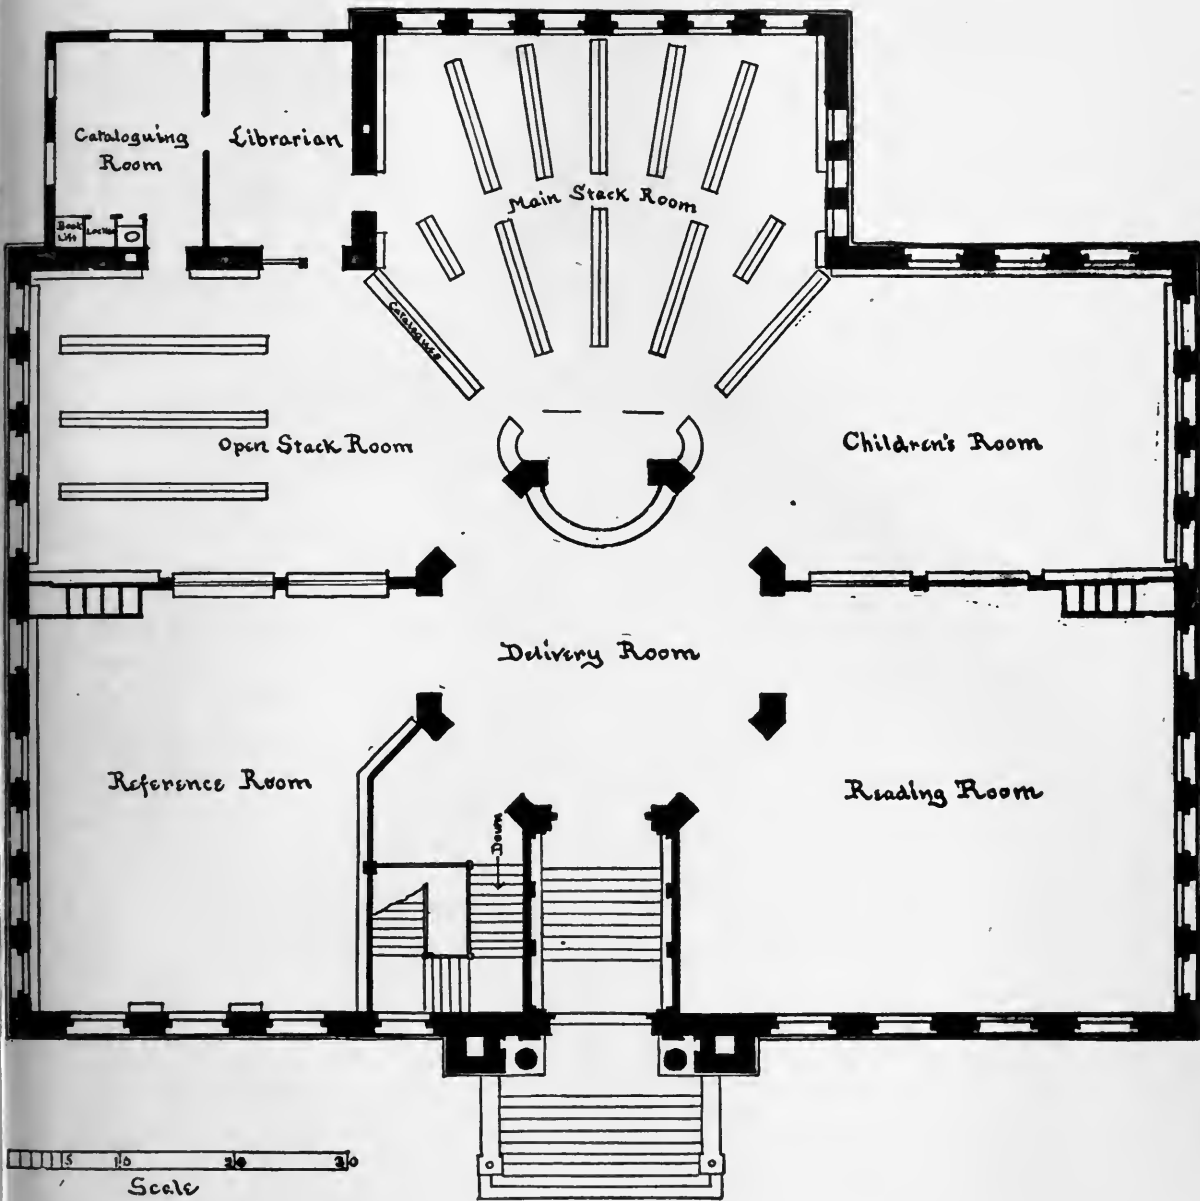 Cataloguing
Room
Librarian
Main Stack Room
Book
Lift
Locker
Catalogues
Open Stack Room
Children's Room
Delivery Room
Reference Room
Reading Room
Down
5 10 20 30
Scale